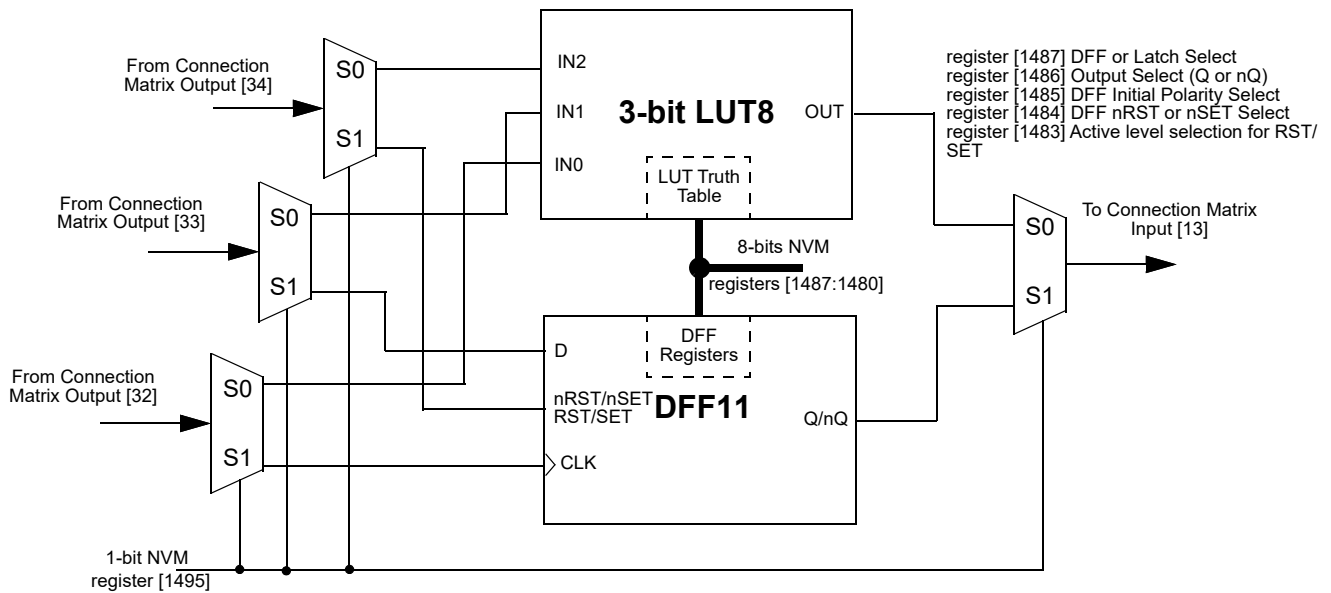 From Connection
Matrix Output [34]
S0
S1
From Connection
Matrix Output [33]
S0
S1
From Connection
Matrix Output [32]
S0
S1
1-bit NVM
register [1495]
IN2
IN1
IN0
3-bit LUT8
OUT
LUT Truth
Table
8-bits NVM
registers [1487:1480]
DFF
Registers
D
nRST/nSET
RST/SET
DFF11
Q/nQ
CLK
register [1487] DFF or Latch Select
register [1486] Output Select (Q or nQ)
register [1485] DFF Initial Polarity Select
register [1484] DFF nRST or nSET Select
register [1483] Active level selection for RST/
SET
S0
S1
To Connection Matrix
Input [13]